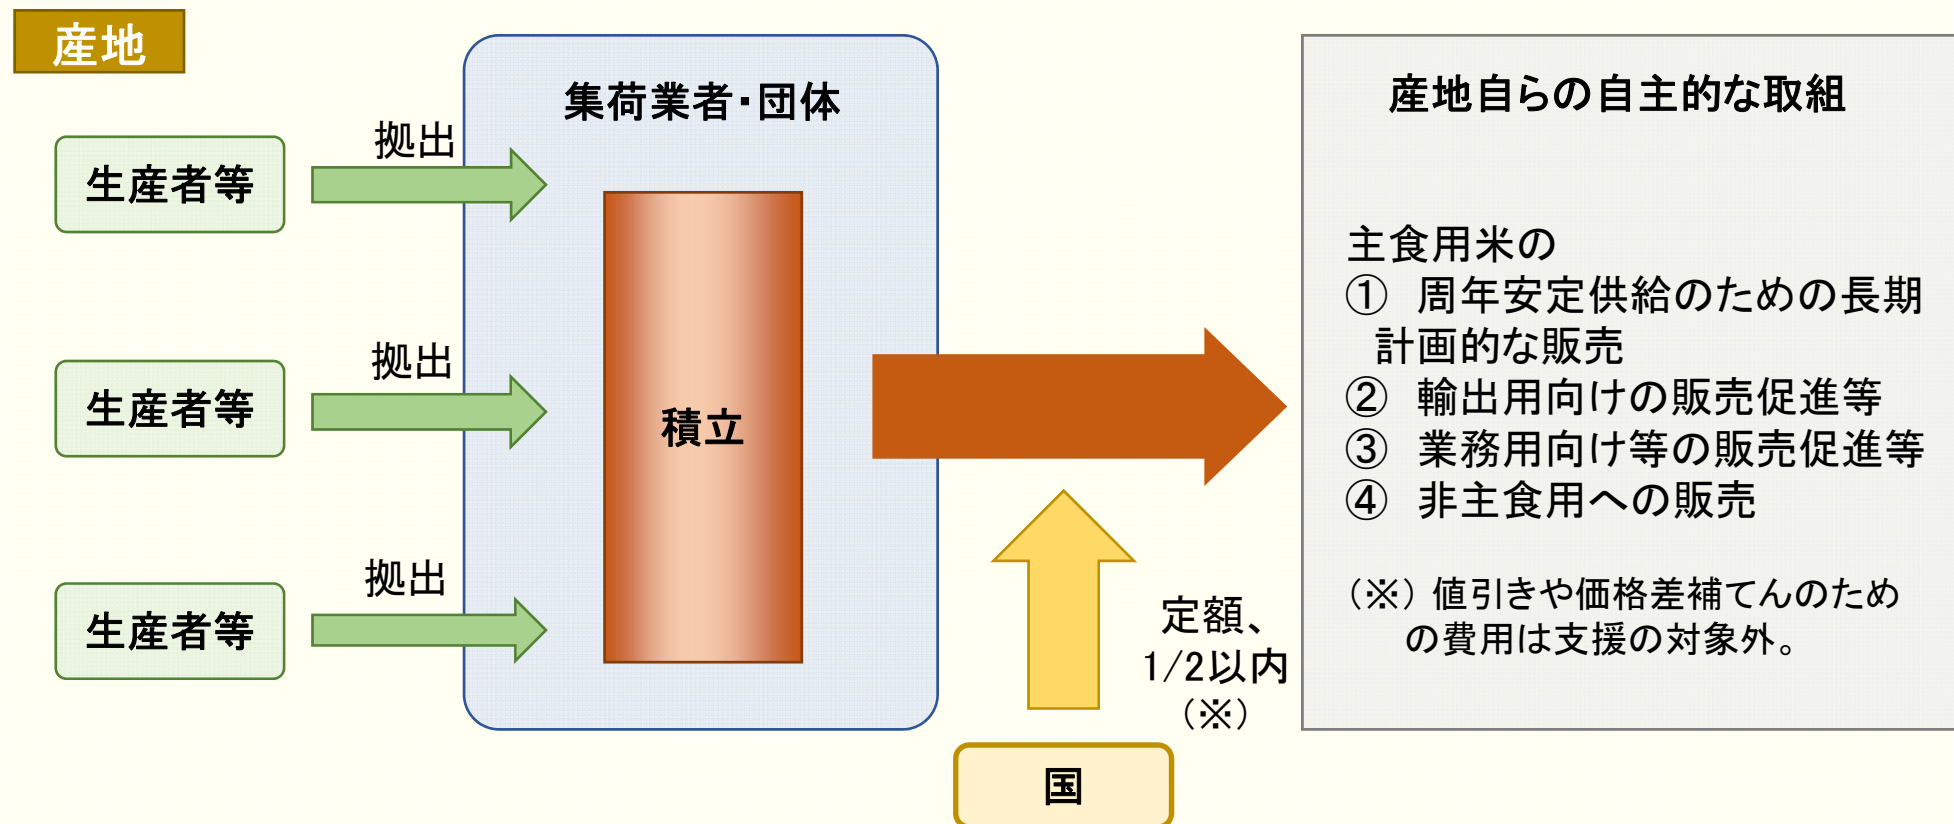 産地
集荷業者・団体
生産者等
拠出
生産者等
拠出
生産者等
拠出
積立
定額、
1/2以内
（※）
国
産地自らの自主的な取組
主食用米の
① 周年安定供給のための長期
計画的な販売
② 輸出用向けの販売促進等
③ 業務用向け等の販売促進等
④ 非主食用への販売
（※）値引きや価格差補てんのため
の費用は支援の対象外。